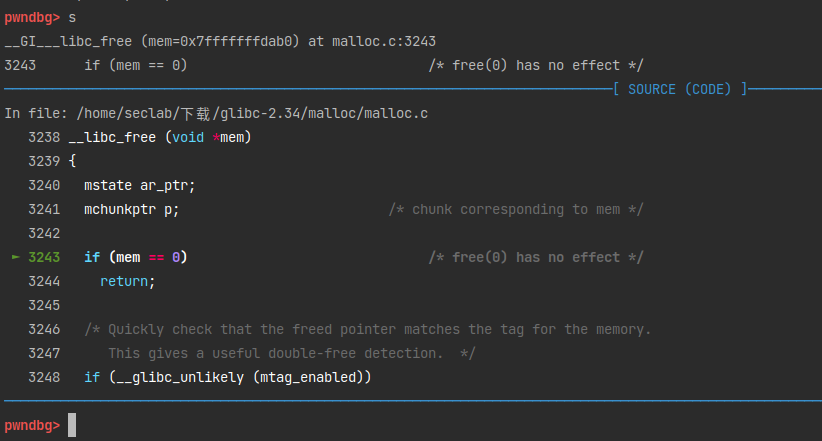 pwndbg> s
__GI___libc_free (mem=0x7fffffffdab0) at malloc.c:3243
3243      if (mem == 0)                              /* free(0) has no effect */
[ SOURCE (CODE) ]
In file: /home/seclab/下载/glibc-2.34/malloc/malloc.c
   3238 __libc_free (void *mem)
   3239 {
   3240   mstate ar_ptr;
   3241   mchunkptr p;                          /* chunk corresponding to mem */
   3242
 ► 3243   if (mem == 0)                              /* free(0) has no effect */
   3244     return;
   3245
   3246   /* Quickly check that the freed pointer matches the tag for the memory.
   3247      This gives a useful double-free detection.  */
   3248   if (__glibc_unlikely (mtag_enabled))
pwndbg>